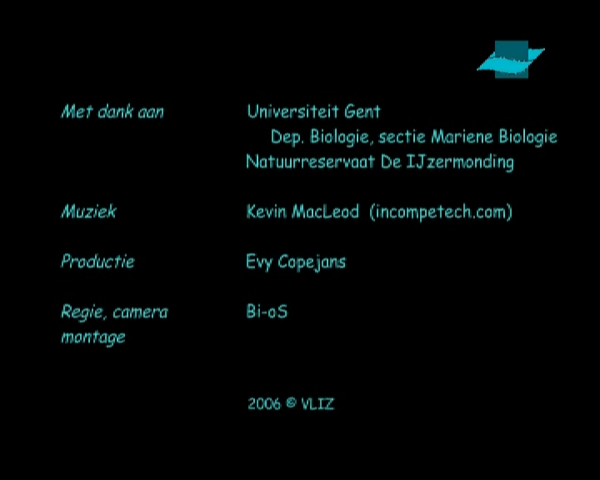 Met dank aan Universiteit Gent
Dep. Biologie, sectie Mariene Biologie
Natuurreservaat De IJzermonding
Muziek Kevin MacLeod (incompetech.com)
Productie Evy Copejans
Regie, camera Bi-oS
montage
2006 © VLIZ